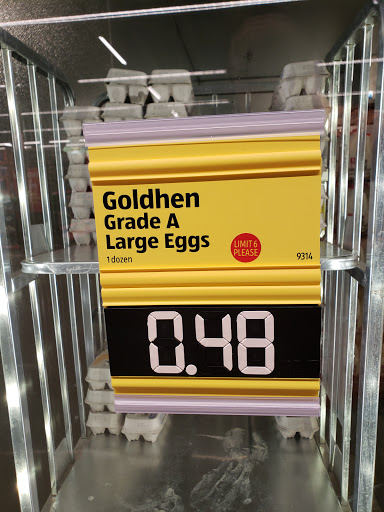 Goldhen
Grade A
Large Eggs
1 dozen
LIMIT 6
PLEASE
9314
0.48